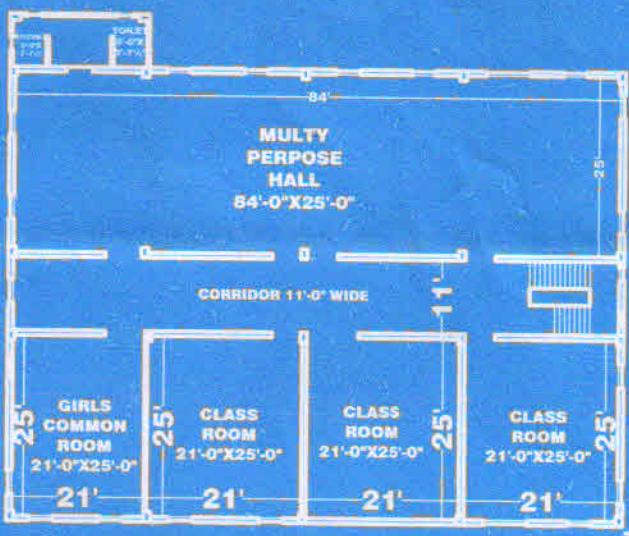 TOILET
84'
MULTY
PERPOSE
HALL
84'-0"X25'-0"
25'
CORRIDOR 11'-0" WIDE
11'
GIRLS
COMMON
ROOM
21'-0"X25'-0"
25'
21'
CLASS
ROOM
21'-0"X25'-0"
25'
21'
CLASS
ROOM
21'-0"X25'-0"
25'
21'
CLASS
ROOM
21'-0"X25'-0"
25'
21'